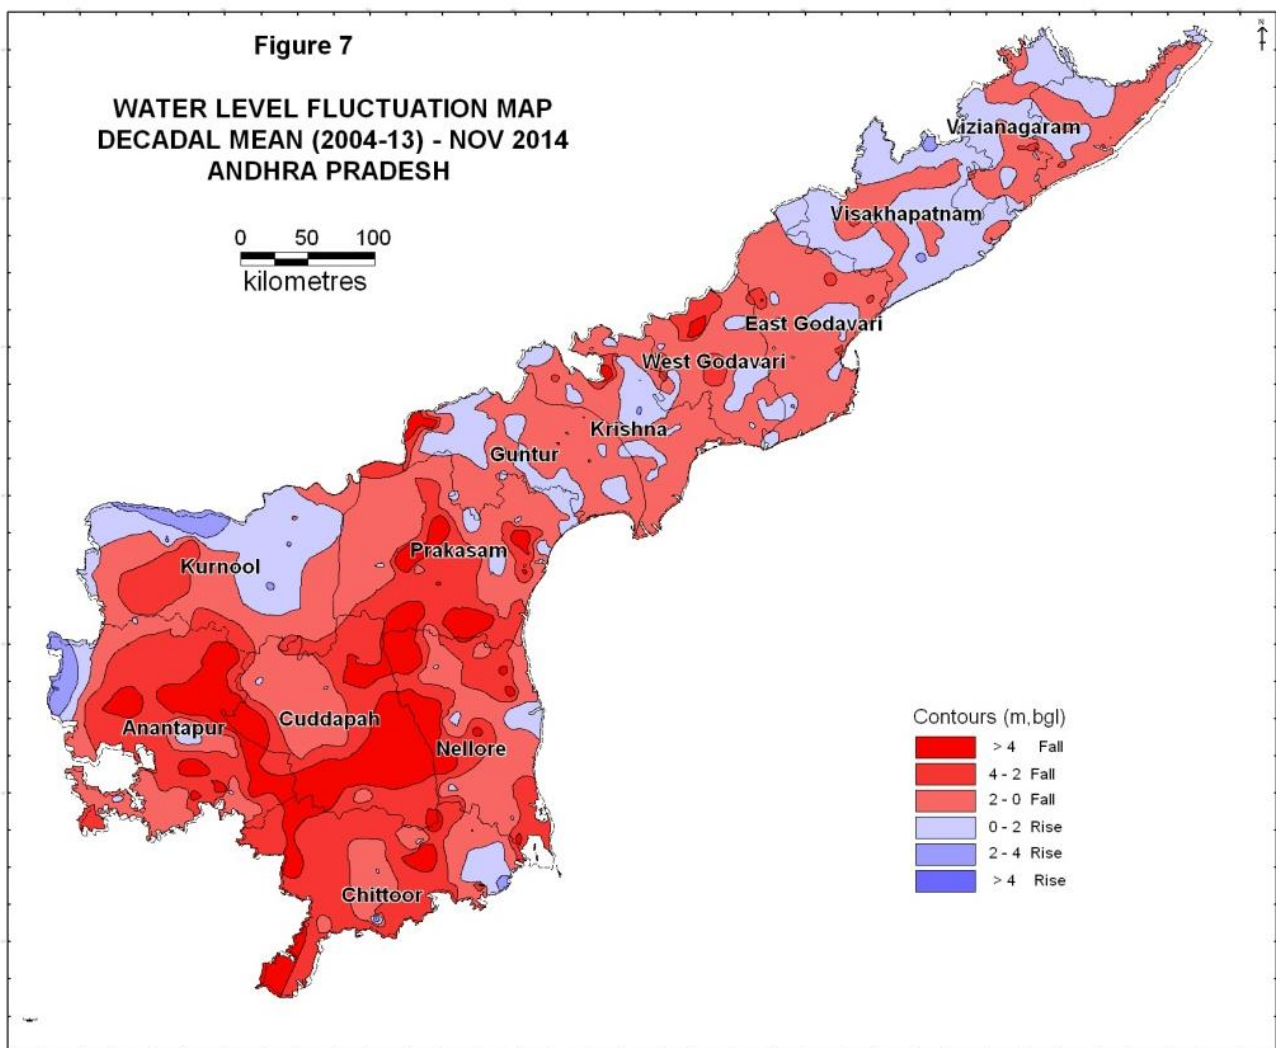 Figure 7
WATER LEVEL FLUCTUATION MAP
DECADAL MEAN (2004-13) - NOV 2014
ANDHRA PRADESH
0 50 100
kilometres
N
Vizianagaram
Visakhapatnam
East Godavari
West Godavari
Krishna
Guntur
Prakasam
Kurnool
Anantapur
Cuddapah
Nellore
Chittoor
Contours (m,bgl)
> 4 Fall
4 - 2 Fall
2 - 0 Fall
0 - 2 Rise
2 - 4 Rise
> 4 Rise